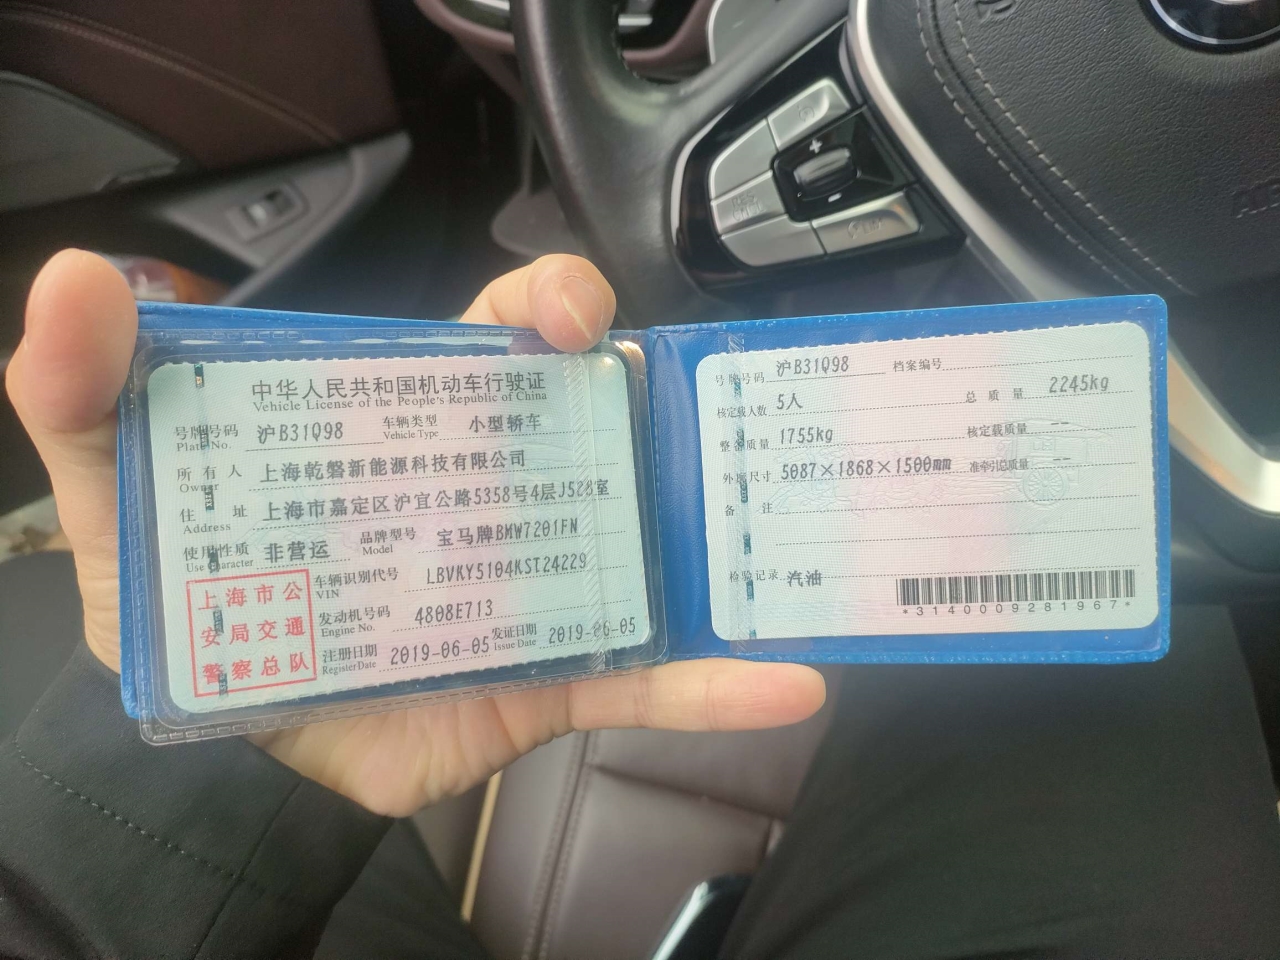 中华人民共和国机动车行驶证
Vehicle License of the People's Republic of China
号牌号码 沪B31Q98 车辆类型 小型轿车
Plate No. Vehicle Type
所有人 上海乾磐新能源科技有限公司
Owner
住址 上海市嘉定区沪宜公路5358号4层J528室
Address
使用性质 非营运 品牌型号 宝马牌BMW7201FN
Use Character Model
车辆识别代号 LBVKY5104KST24229
VIN
发动机号码 4808E713
Engine No.
注册日期 2019-06-05 发证日期 2019-06-05
Register Date Issue Date
上海市公
安局交通
警察总队
号牌号码 沪B31Q98 档案编号
核定载人数 5人 总质量 2245kg
整备质量 1755kg 核定载质量 --
外廓尺寸 5087×1868×1500mm 准牵引总质量 --
备注
检验记录 汽油
*3140009281967*